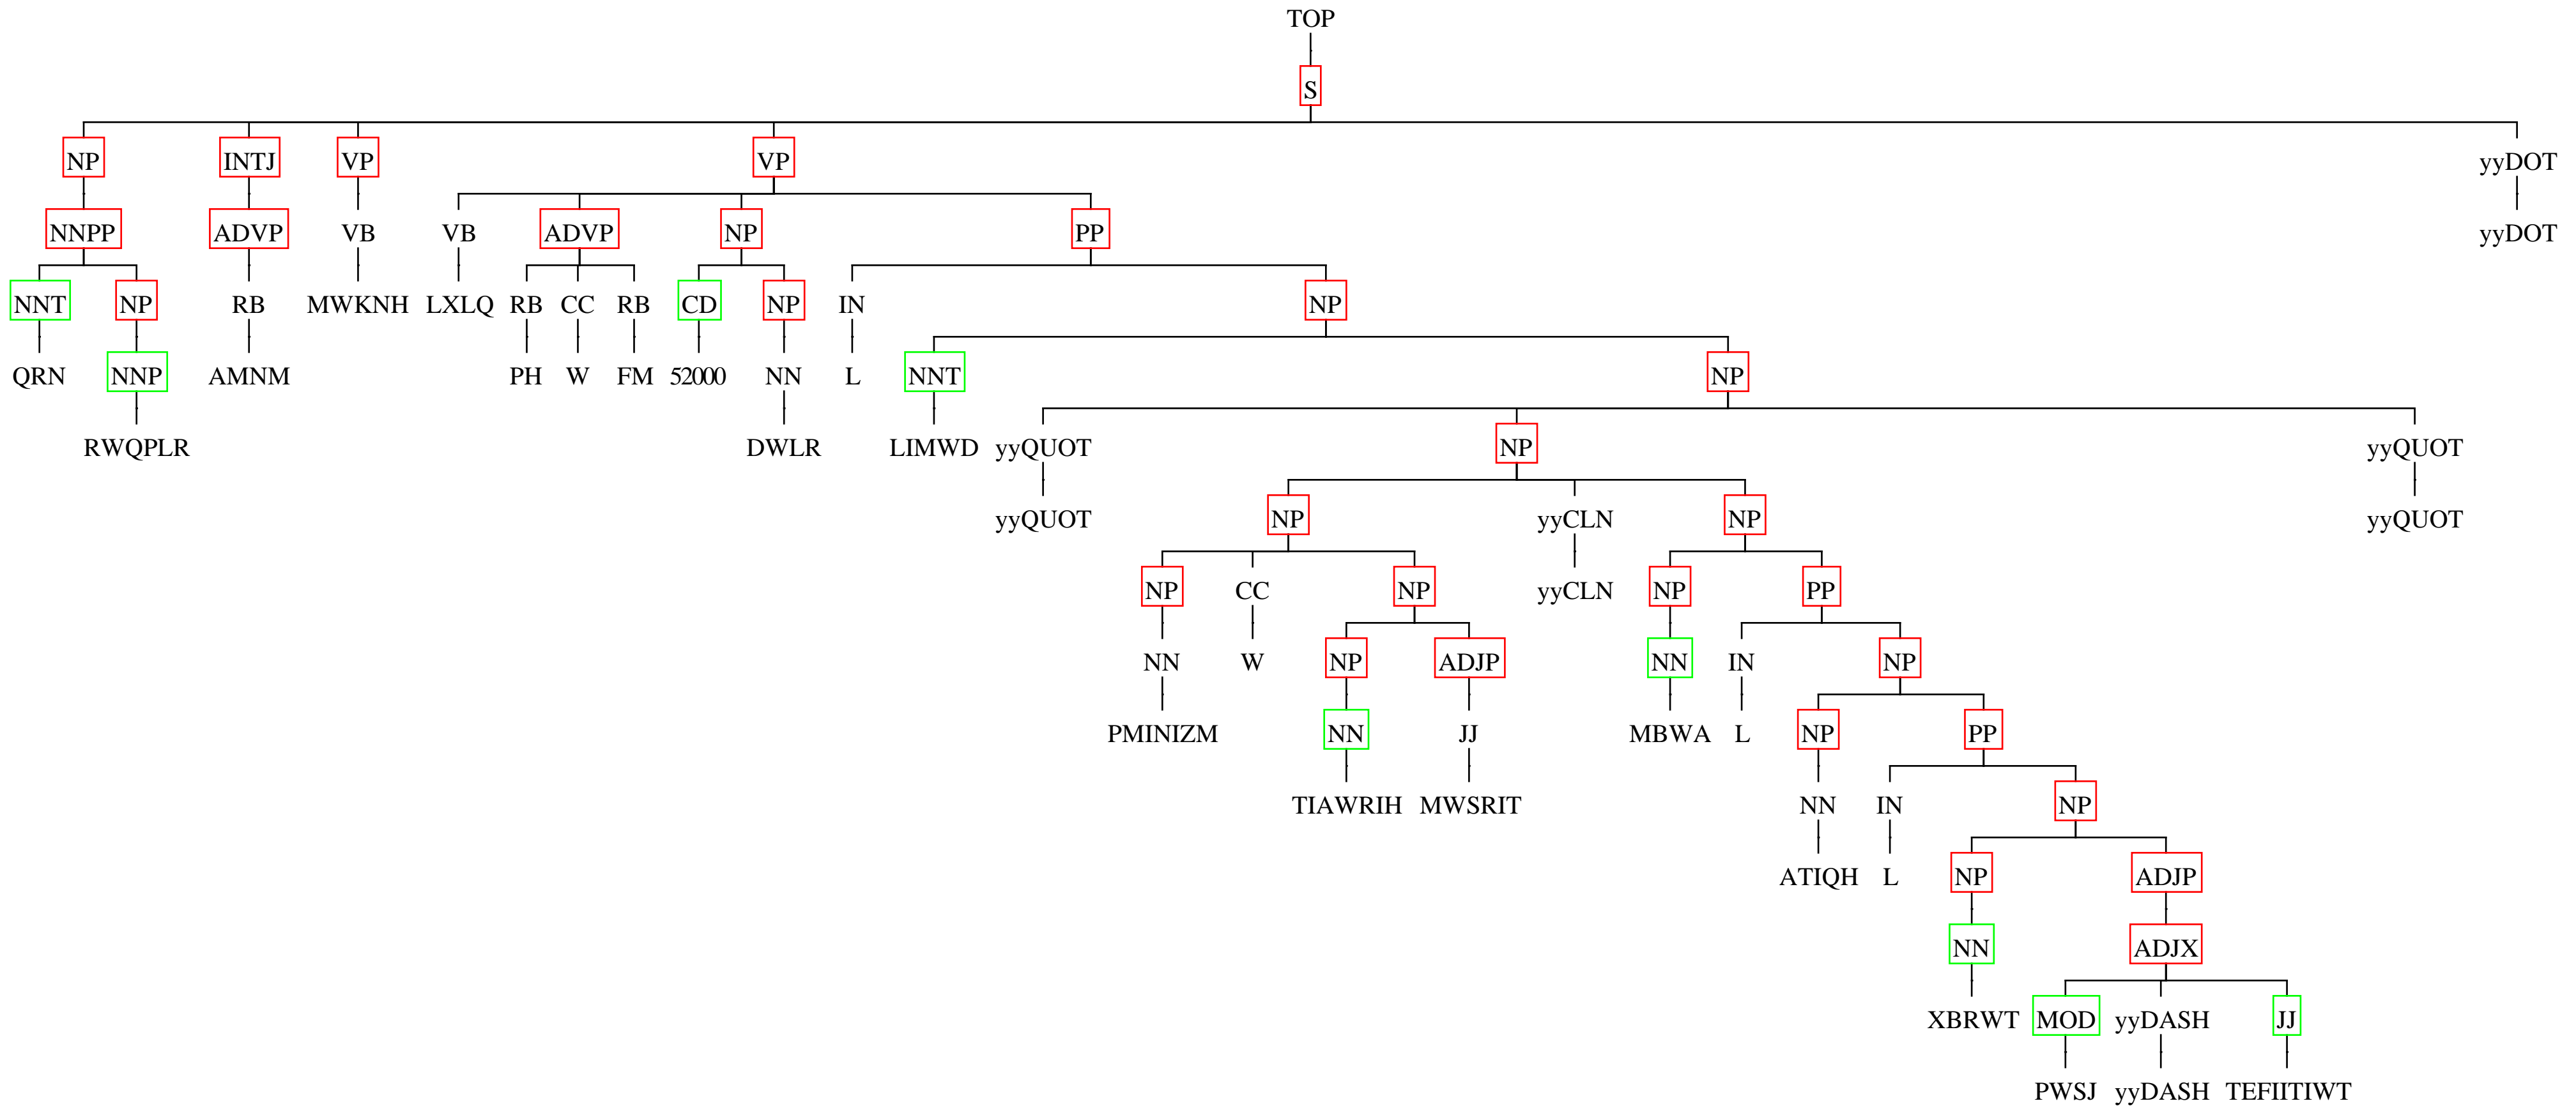 TOP
S
NP INTJ VP VP yyDOT
NNPP ADVP VB VB ADVP NP PP yyDOT
NNT NP RB MWKNH LXLQ RB CC RB CD NP IN NP
QRN NNP AMNM PH W FM 52000 NN L NNT NP
RWQPLR DWLR LIMWD yyQUOT NP yyQUOT
yyQUOT NP yyCLN NP yyQUOT
NP CC NP yyCLN NP PP
NN W NP ADJP NN IN NP
PMINIZM NN JJ MBWA L NP PP
TIAWRIH MWSRIT NN IN NP
ATIQH L NP ADJP
NN ADJX
XBRWT MOD yyDASH JJ
PWSJ yyDASH TEFIITIWT